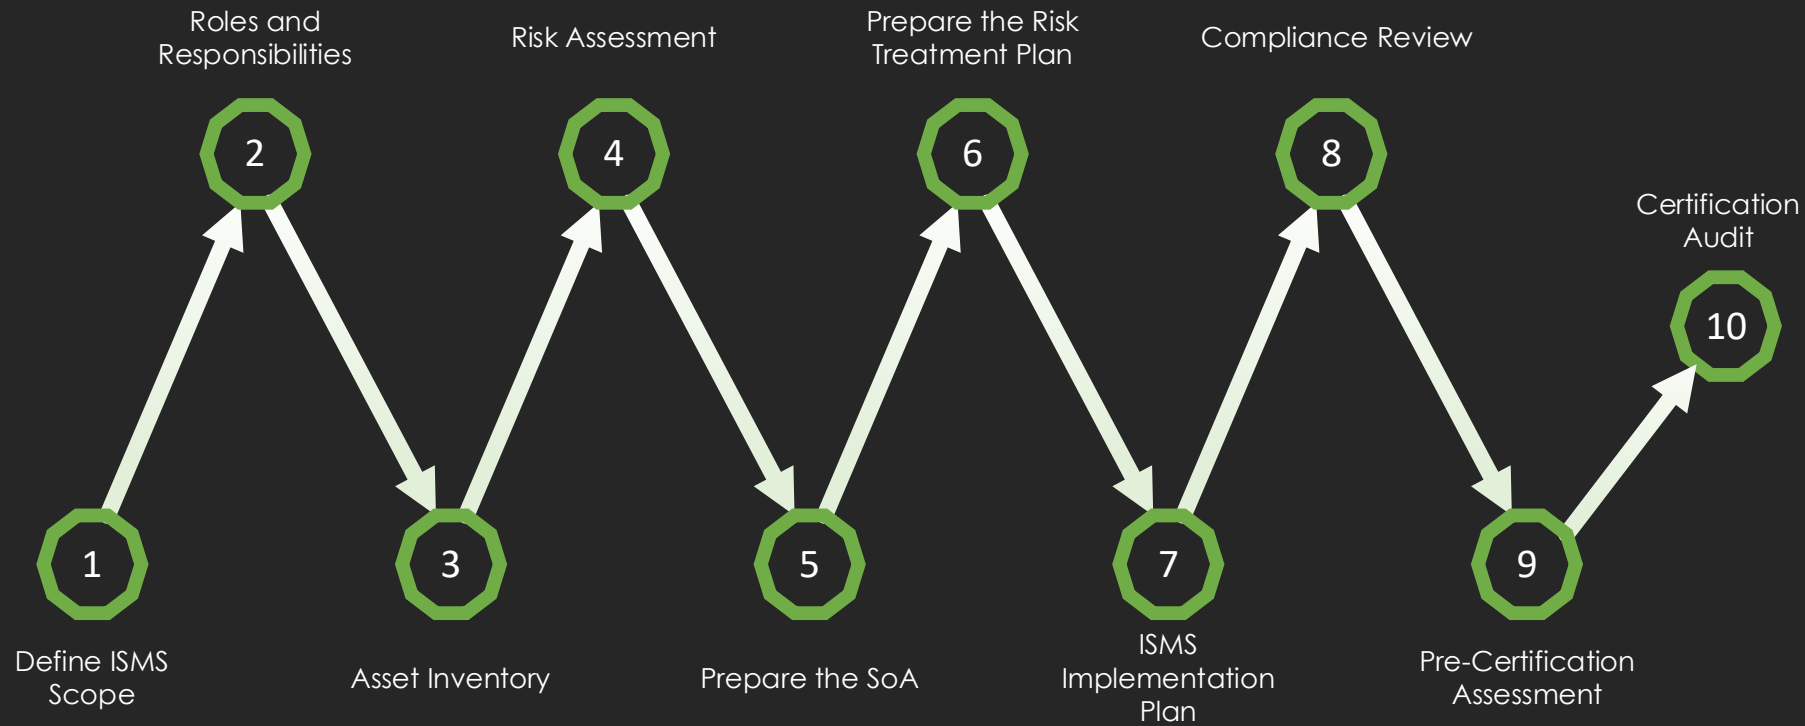 Roles and
Responsibilities
Risk Assessment
Prepare the Risk
Treatment Plan
Compliance Review
2
4
6
8
Certification
Audit
10
1
3
5
7
9
Define ISMS
Scope
Asset Inventory
Prepare the SoA
ISMS
Implementation
Plan
Pre-Certification
Assessment